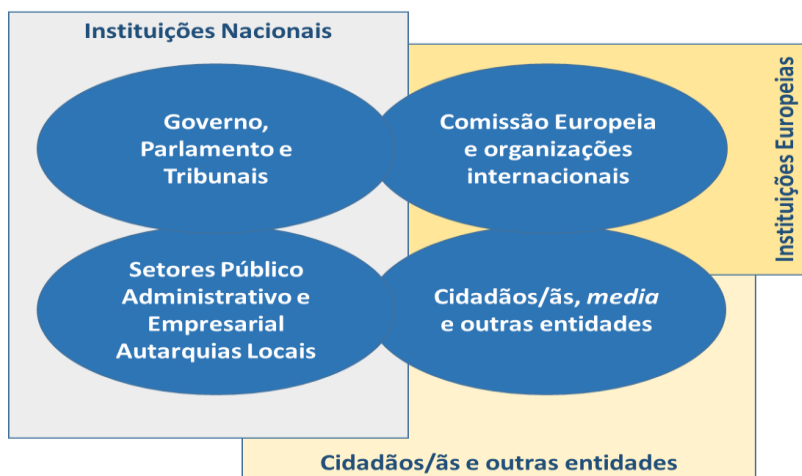 Instituições Nacionais
Governo,
Parlamento e
Tribunais
Comissão Europeia
e organizações
internacionais
Instituições Europeias
Setores Público
Administrativo e
Empresarial
Autarquias Locais
Cidadãos/ãs, media
e outras entidades
Cidadãos/ãs e outras entidades